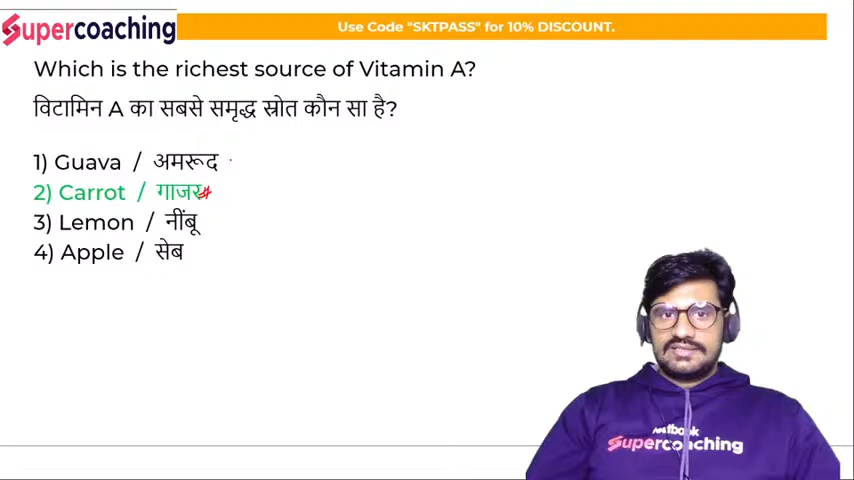 Supercoaching
Use Code "SKTPASS" for 10% DISCOUNT.
Which is the richest source of Vitamin A?
विटामिन A का सबसे समृद्ध स्रोत कौन सा है?
1) Guava / अमरूद
2) Carrot / गाजर
3) Lemon / नींबू
4) Apple / सेब
testbook
Supercoaching